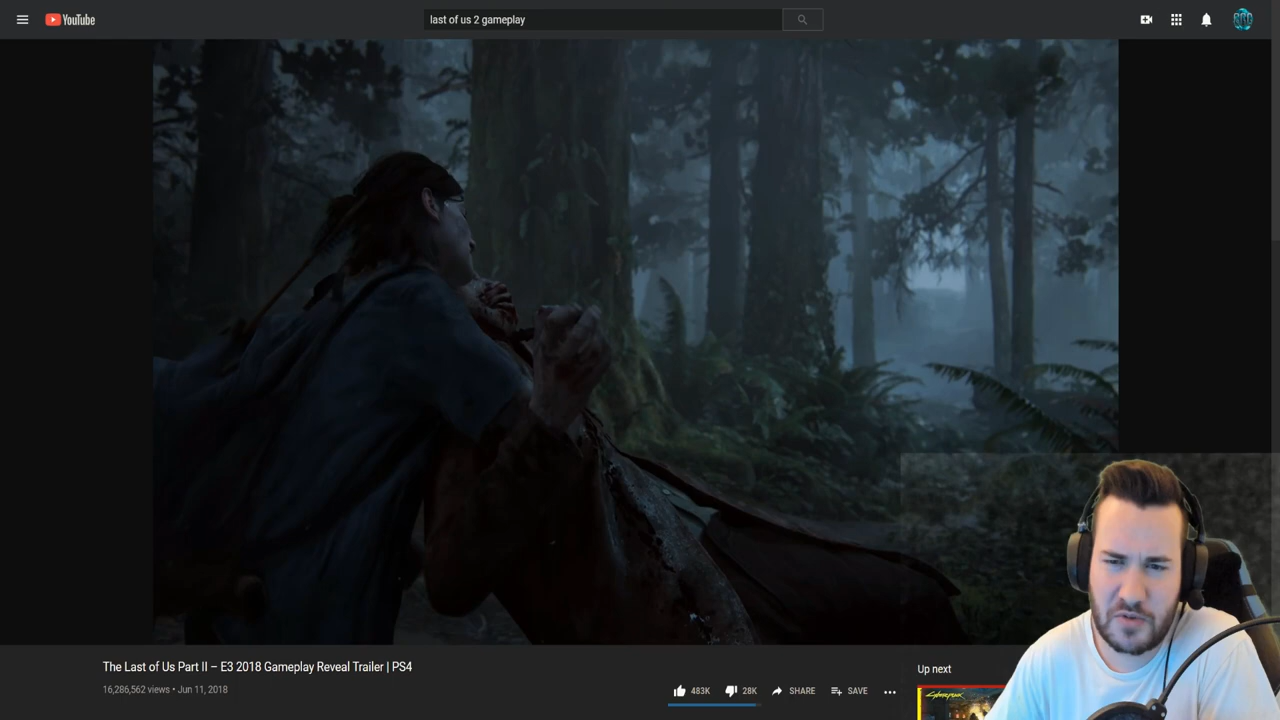 YouTube
last of us 2 gameplay
The Last of Us Part II – E3 2018 Gameplay Reveal Trailer | PS4
16,286,562 views • Jun 11, 2018
483K
28K
SHARE
SAVE
Up next
Cyberpunk